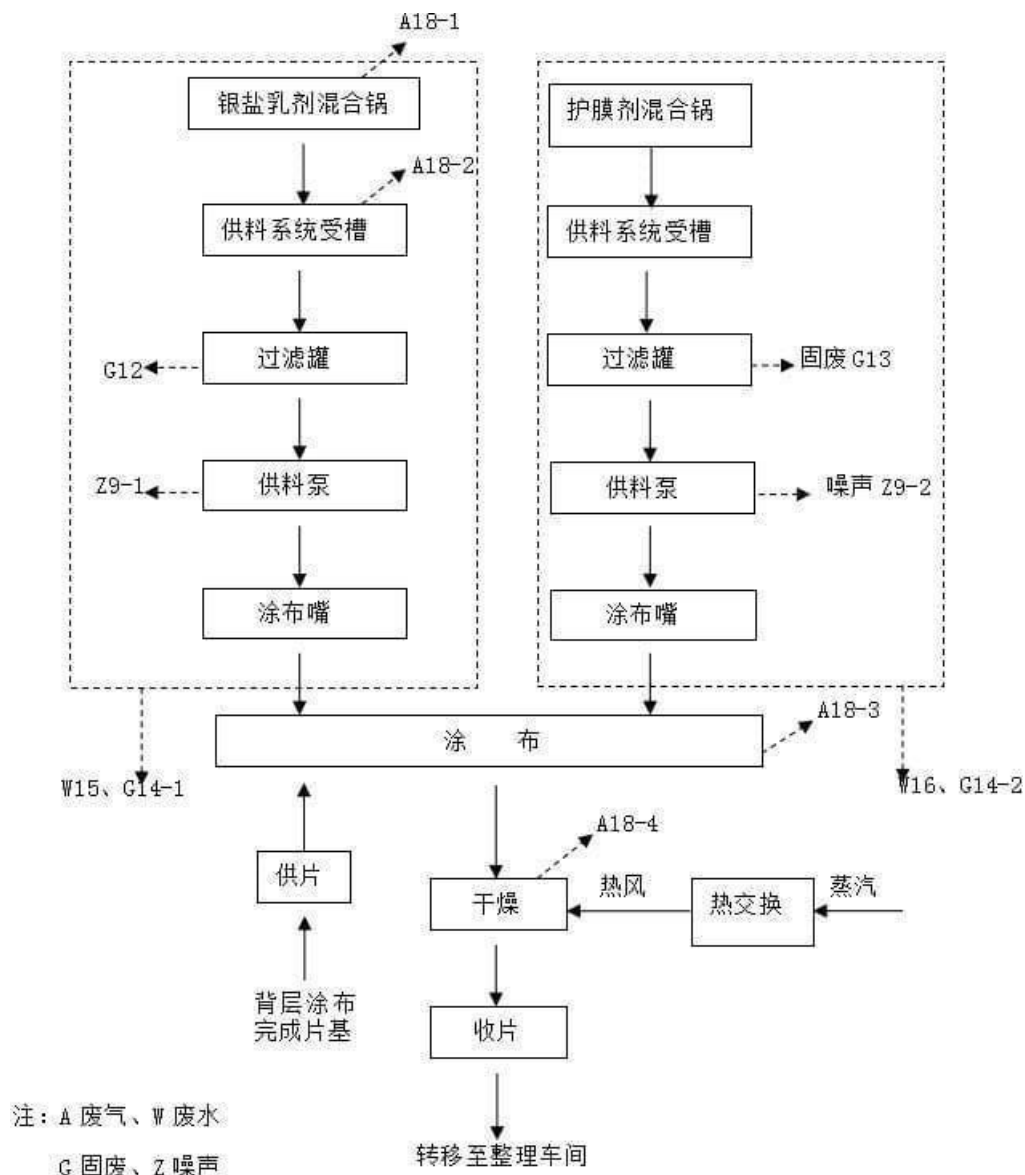 A18-1
银盐乳剂混合锅
护膜剂混合锅
A18-2
供料系统受槽
供料系统受槽
过滤罐
过滤罐
G12
固废 G13
Z9-1
供料泵
供料泵
噪声 Z9-2
涂布嘴
涂布嘴
A18-3
涂 布
W15、G14-1
W16、G14-2
A18-4
供片
干燥
热风
热交换
蒸汽
背层涂布
完成片基
收片
注：A 废气、W 废水
G 固废、Z 噪声
转移至整理车间